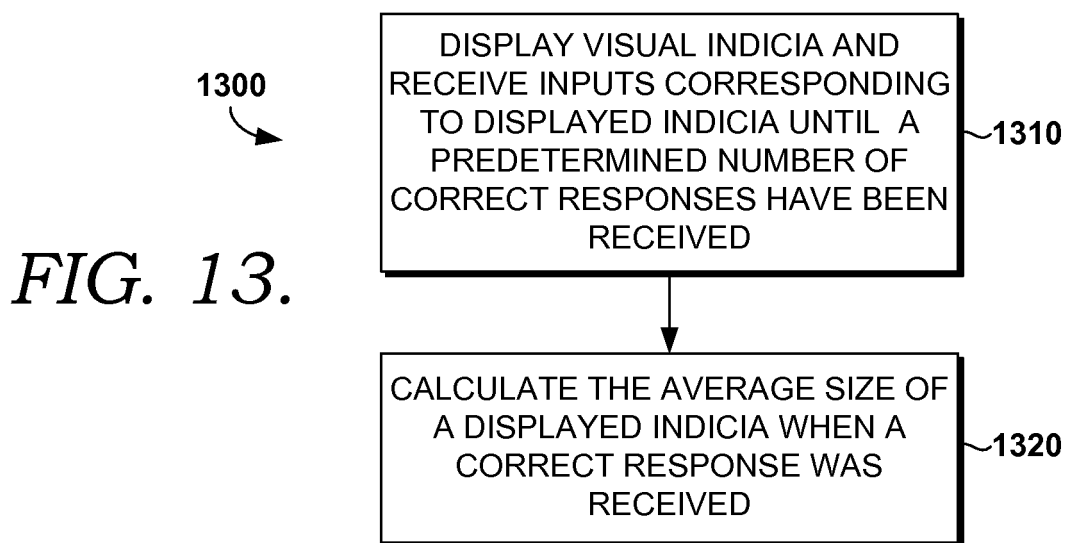 1300
DISPLAY VISUAL INDICIA AND
RECEIVE INPUTS CORRESPONDING
TO DISPLAYED INDICIA UNTIL A
PREDETERMINED NUMBER OF
CORRECT RESPONSES HAVE BEEN
RECEIVED
1310
FIG. 13.
CALCULATE THE AVERAGE SIZE OF
A DISPLAYED INDICIA WHEN A
CORRECT RESPONSE WAS
RECEIVED
1320